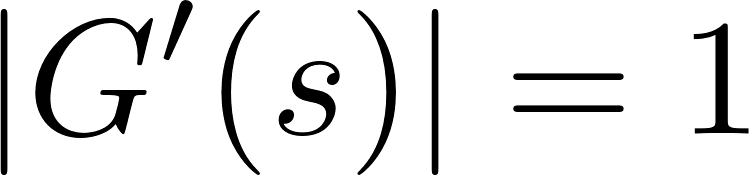 |G′(s)| = 1